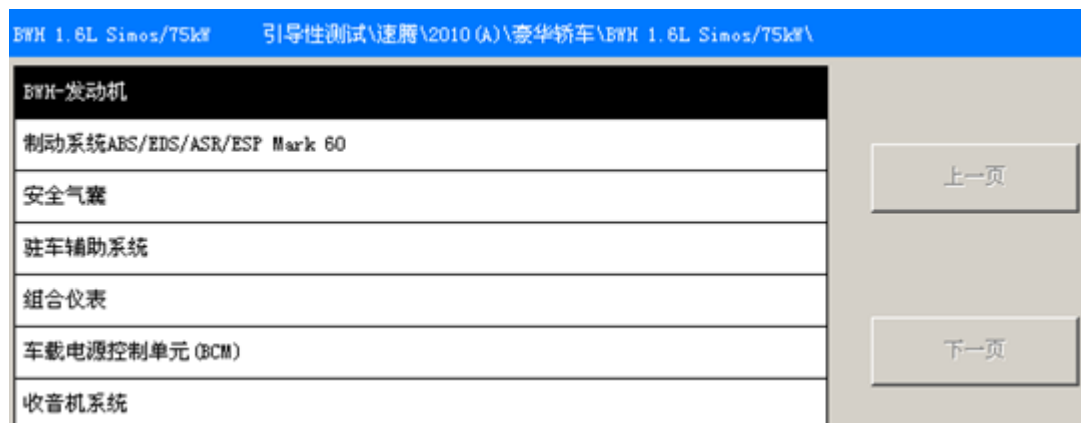 BWH 1.6L Simos/75kW 引导性测试\速腾\2010(A)\豪华轿车\BWH 1.6L Simos/75kW\
BWH-发动机
制动系统ABS/EDS/ASR/ESP Mark 60
安全气囊
驻车辅助系统
组合仪表
车载电源控制单元(BCM)
收音机系统
上一页
下一页